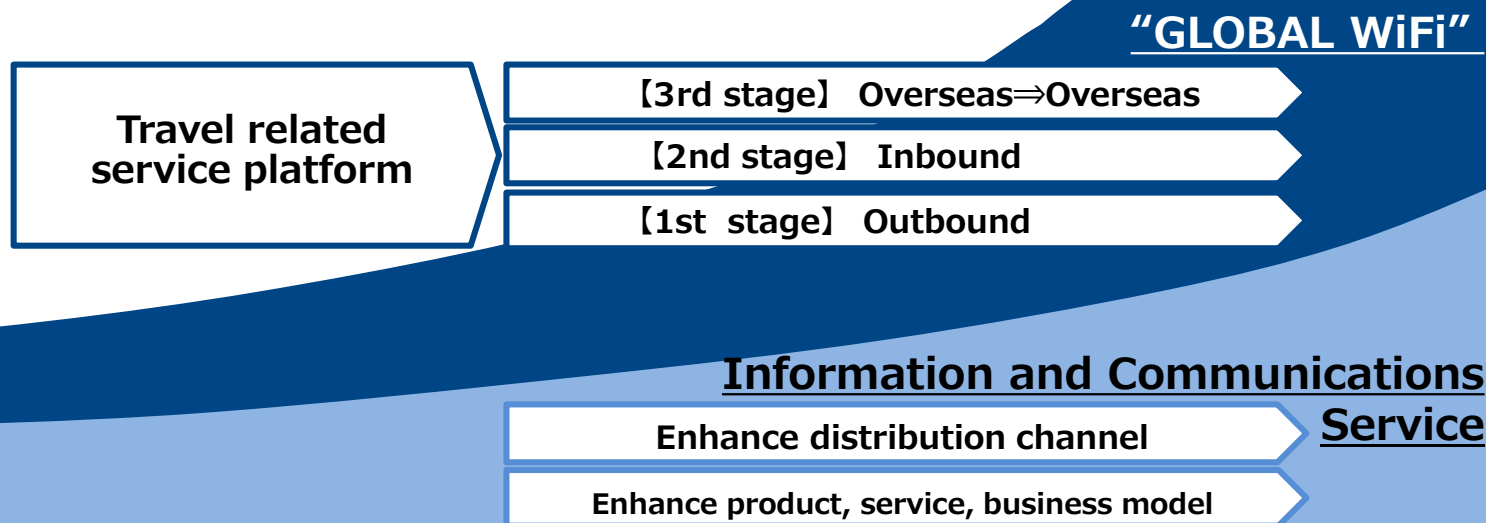 “GLOBAL WiFi”
Travel related
service platform
【3rd stage】 Overseas⇒Overseas
【2nd stage】 Inbound
【1st stage】 Outbound
Information and Communications
Service
Enhance distribution channel
Enhance product, service, business model